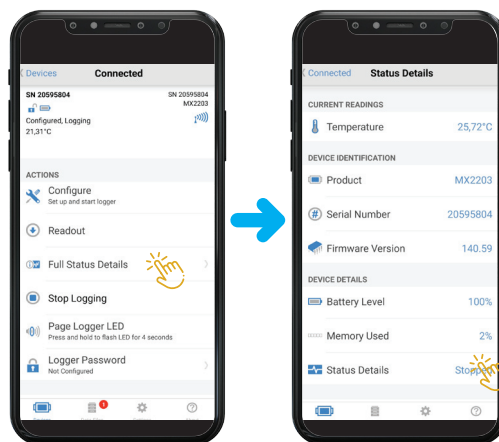 Devices
Connected
SN 20595804
SN 20595804
MX2203
Configured, Logging
21,31°C
ACTIONS
Configure
Set up and start logger
Readout
Full Status Details
Stop Logging
Page Logger LED
Press and hold to flash LED for 4 seconds
Logger Password
Not Configured
1
Connected
Status Details
CURRENT READINGS
Temperature
25,72°C
DEVICE IDENTIFICATION
Product
MX2203
Serial Number
20595804
Firmware Version
140.59
DEVICE DETAILS
Battery Level
100%
Memory Used
2%
Status Details
Stopped